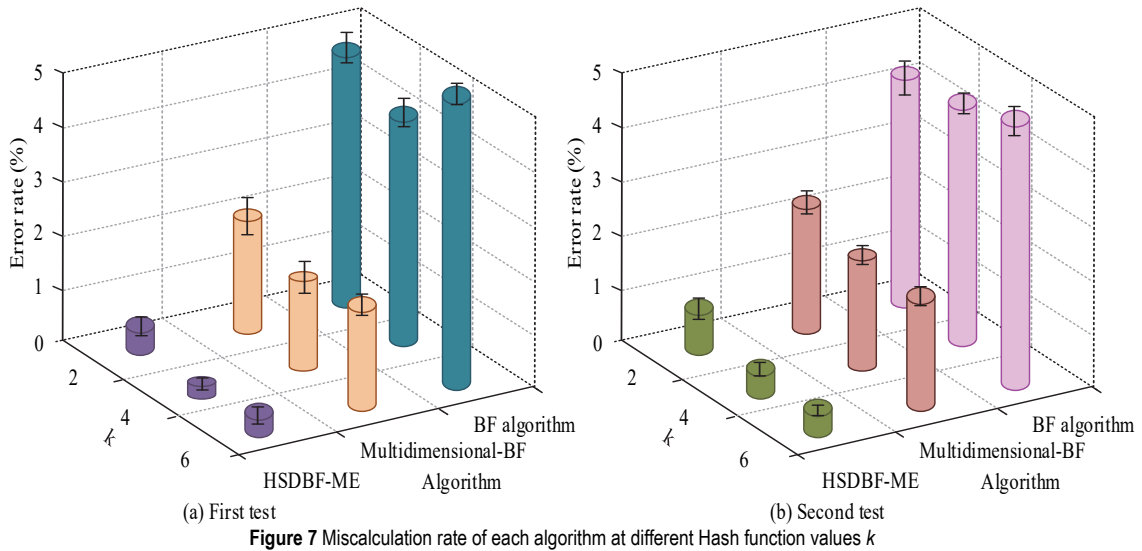 5
4
3
2
1
0
Error rate (%)
2
4
6
k
HSDBF-ME
Multidimensional-BF
Algorithm
BF algorithm
(a) First test
5
4
3
2
1
0
Error rate (%)
2
4
6
k
HSDBF-ME
Multidimensional-BF
Algorithm
BF algorithm
(b) Second test
Figure 7 Miscalculation rate of each algorithm at different Hash function values k